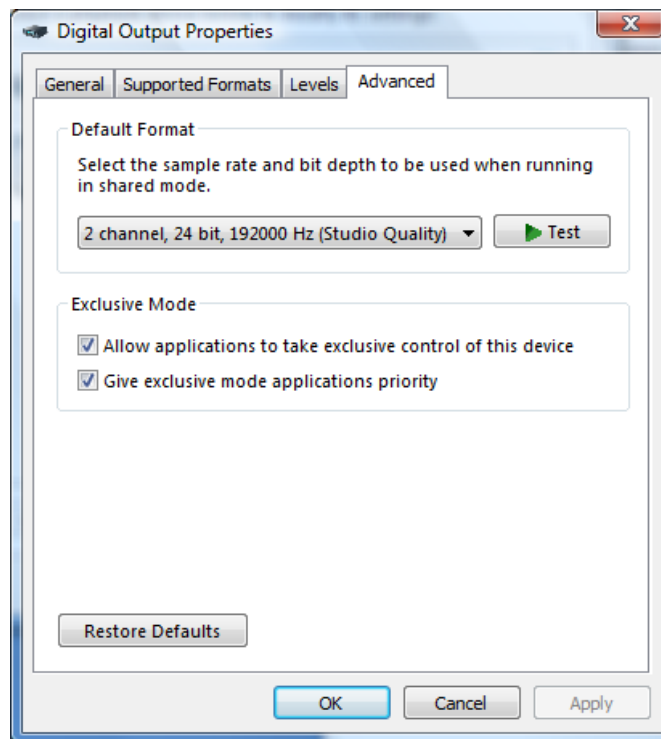 Digital Output Properties
General Supported Formats Levels Advanced
Default Format
Select the sample rate and bit depth to be used when running
in shared mode.
2 channel, 24 bit, 192000 Hz (Studio Quality) Test
Exclusive Mode
Allow applications to take exclusive control of this device
Give exclusive mode applications priority
Restore Defaults
OK Cancel Apply